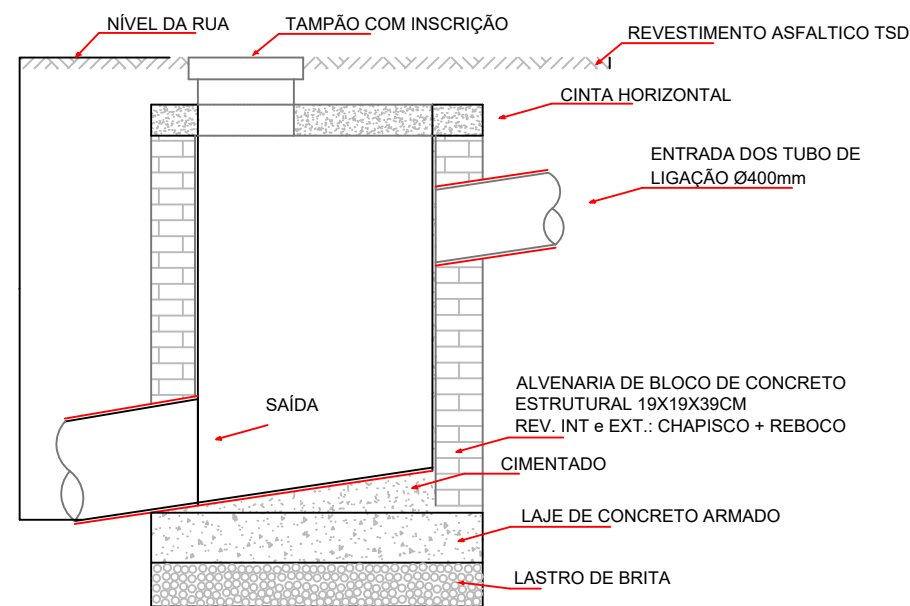 NÍVEL DA RUA
TAMPÃO COM INSCRIÇÃO
REVESTIMENTO ASFALTICO TSD
CINTA HORIZONTAL
ENTRADA DOS TUBO DE
LIGAÇÃO Ø400mm
ALVENARIA DE BLOCO DE CONCRETO
ESTRUTURAL 19X19X39CM
REV. INT e EXT.: CHAPISCO + REBOCO
SAÍDA
CIMENTADO
LAJE DE CONCRETO ARMADO
LASTRO DE BRITA